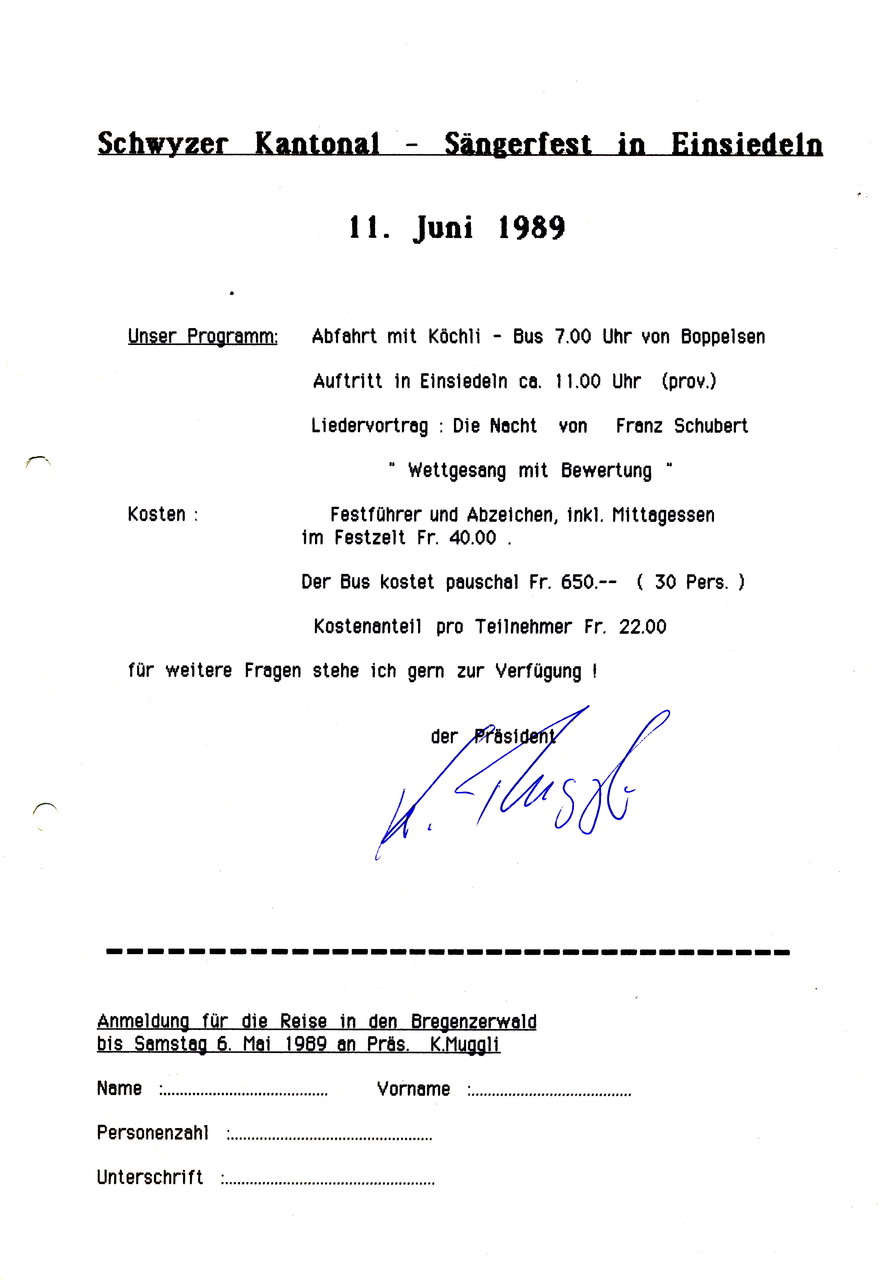 Schwyzer Kantonal - Sängerfest in Einsiedeln
11. Juni 1989
Unser Programm: Abfahrt mit Köchli - Bus 7.00 Uhr von Boppelsen
Auftritt in Einsiedeln ca. 11.00 Uhr (prov.)
Liedervortrag : Die Nacht von Franz Schubert
" Wettgesang mit Bewertung "
Kosten : Festführer und Abzeichen, inkl. Mittagessen
im Festzelt Fr. 40.00 .
Der Bus kostet pauschal Fr. 650.-- ( 30 Pers. )
Kostenanteil pro Teilnehmer Fr. 22.00
für weitere Fragen stehe ich gern zur Verfügung !
der Präsident
K. Muggli
Anmeldung für die Reise in den Bregenzerwald
bis Samstag 6. Mai 1989 an Präs. K.Muggli
Name :........................................ Vorname :.......................................
Personenzahl :.................................................
Unterschrift :...................................................